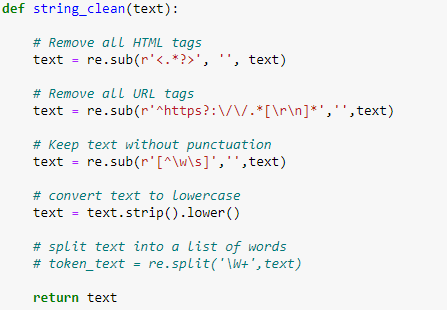 def string_clean(text):
# Remove all HTML tags
text = re.sub(r'<.*?>', '', text)
# Remove all URL tags
text = re.sub(r'^https?:\/\/.*[\r\n]*','',text)
# Keep text without punctuation
text = re.sub(r'[^\w\s]','',text)
# convert text to lowercase
text = text.strip().lower()
# split text into a list of words
# token_text = re.split('\W+',text)
return text